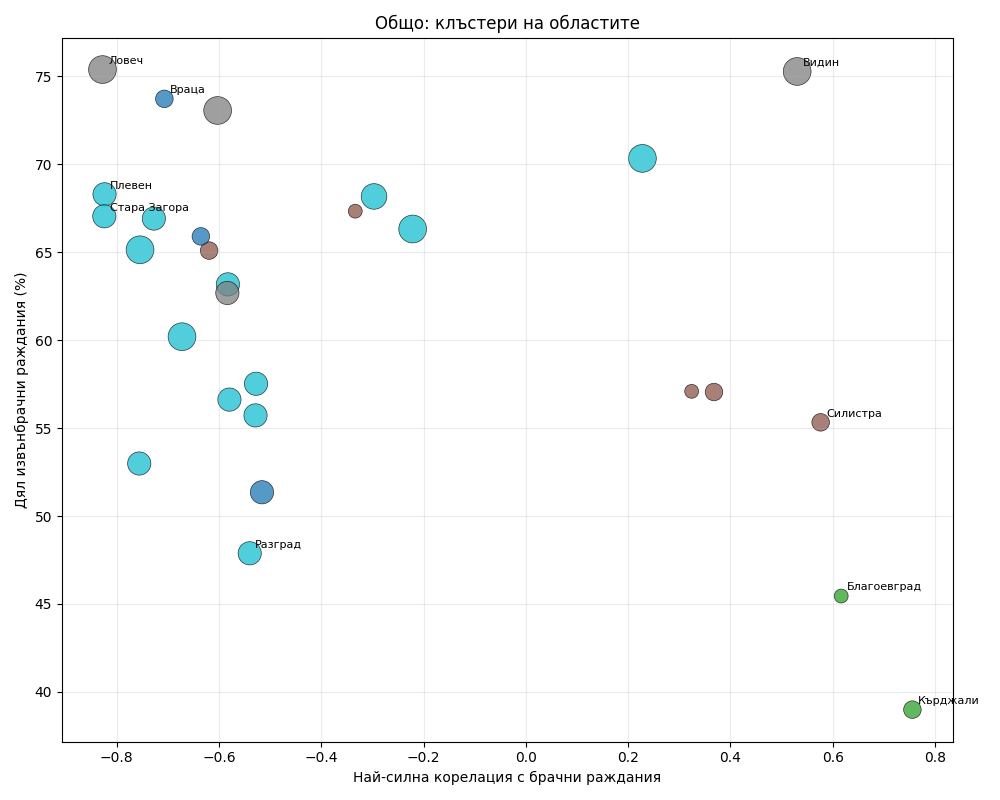 Общо: клъстери на областите
Дял извънбрачни раждания (%)
75
70
65
60
55
50
45
40
Ловеч
Видин
Враца
Плевен
Стара Загора
Силистра
Разград
Благоевград
Кърджали
−0.8
−0.6
−0.4
−0.2
0.0
0.2
0.4
0.6
0.8
Най-силна корелация с брачни раждания